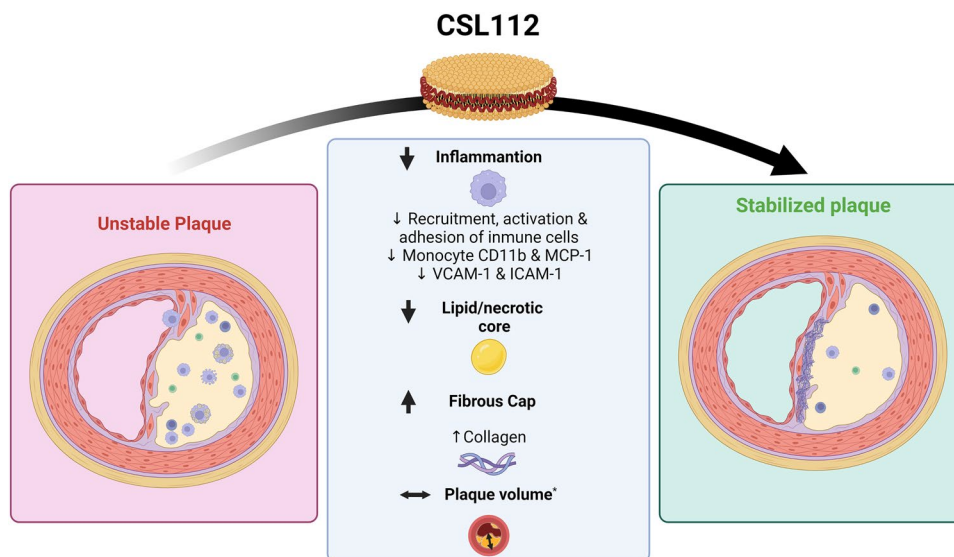 CSL112
Unstable Plaque
↓ Inflammantion
↓ Recruitment, activation &
adhesion of inmune cells
↓ Monocyte CD11b & MCP-1
↓ VCAM-1 & ICAM-1
↓ Lipid/necrotic
core
↑ Fibrous Cap
↑Collagen
↔ Plaque volume*
Stabilized plaque